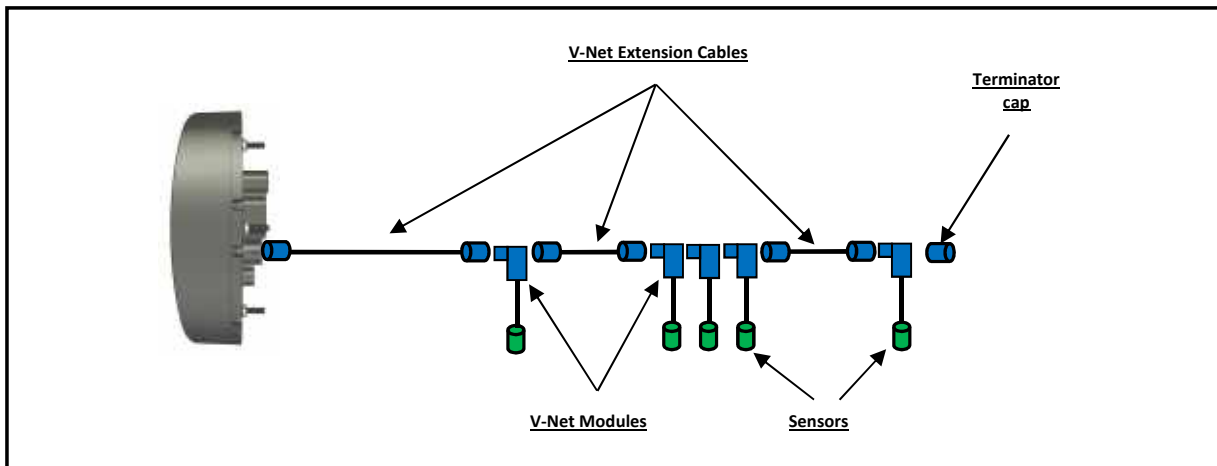 V-Net Extension Cables
Terminator
cap
V-Net Modules
Sensors